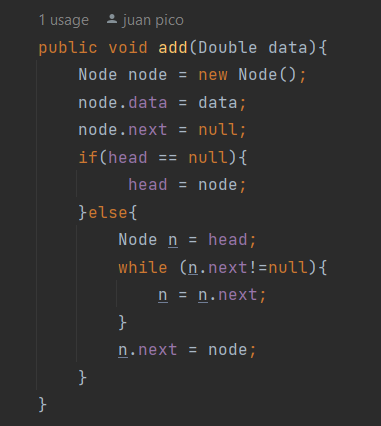 1 usage juan pico
public void add(Double data){
Node node = new Node();
node.data = data;
node.next = null;
if(head == null){
head = node;
}else{
Node n = head;
while (n.next!=null){
n = n.next;
}
n.next = node;
}
}